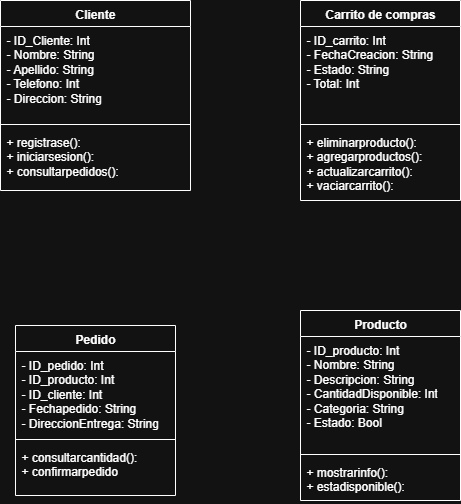 Cliente
- ID_Cliente: Int
- Nombre: String
- Apellido: String
- Telefono: Int
- Direccion: String
+ registrase():
+ iniciarsesion():
+ consultarpedidos():
Carrito de compras
- ID_carrito: Int
- FechaCreacion: String
- Estado: String
- Total: Int
+ eliminarproducto():
+ agregarproductos():
+ actualizarcarrito():
+ vaciarcarrito():
Pedido
- ID_pedido: Int
- ID_producto: Int
- ID_cliente: Int
- Fechapedido: String
- DireccionEntrega: String
+ consultarcantidad():
+ confirmarpedido
Producto
- ID_producto: Int
- Nombre: String
- Descripcion: String
- CantidadDisponible: Int
- Categoria: String
- Estado: Bool
+ mostrarinfo():
+ estadisponible():